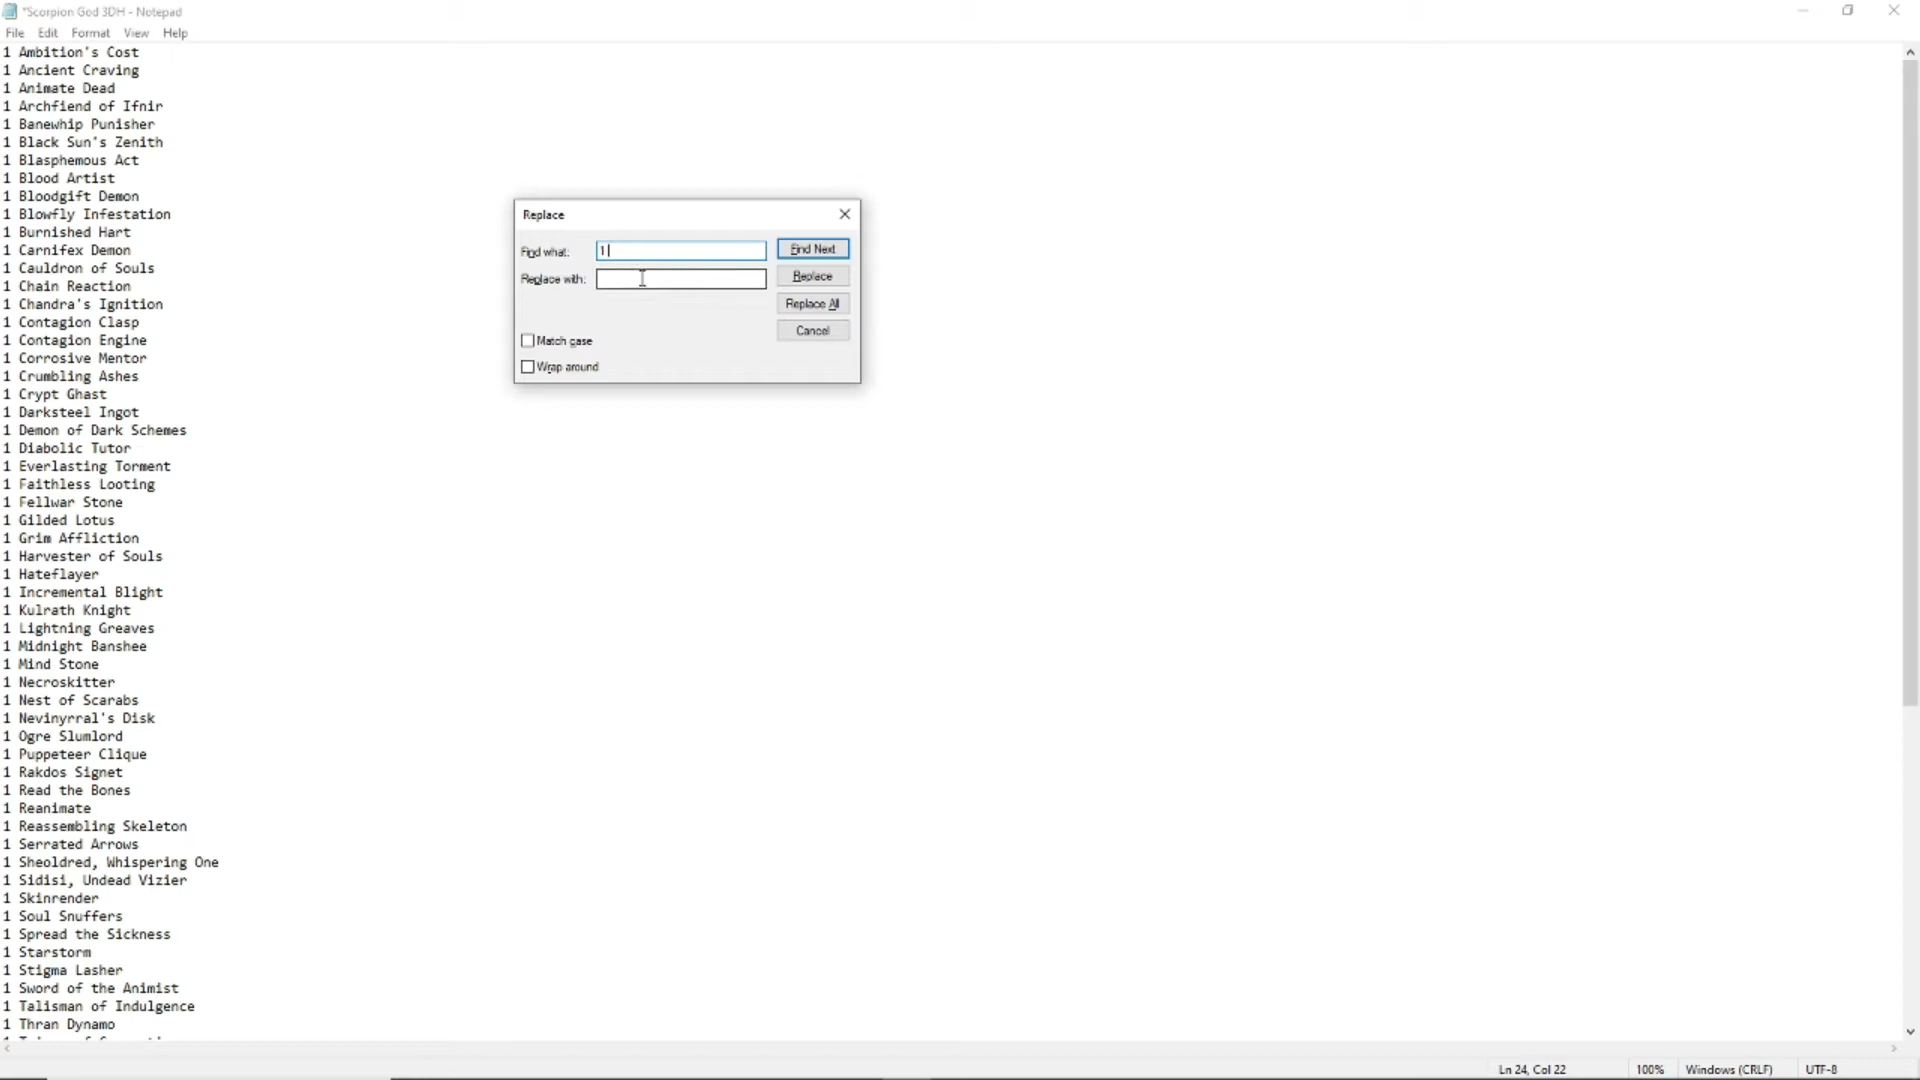 *Scorpion God 3DH - Notepad
File Edit Format View Help
1 Ambition's Cost
1 Ancient Craving
1 Animate Dead
1 Archfiend of Ifnir
1 Banewhip Punisher
1 Black Sun's Zenith
1 Blasphemous Act
1 Blood Artist
1 Bloodgift Demon
1 Blowfly Infestation
1 Burnished Hart
1 Carnifex Demon
1 Cauldron of Souls
1 Chain Reaction
1 Chandra's Ignition
1 Contagion Clasp
1 Contagion Engine
1 Corrosive Mentor
1 Crumbling Ashes
1 Crypt Ghast
1 Darksteel Ingot
1 Demon of Dark Schemes
1 Diabolic Tutor
1 Everlasting Torment
1 Faithless Looting
1 Fellwar Stone
1 Gilded Lotus
1 Grim Affliction
1 Harvester of Souls
1 Hateflayer
1 Incremental Blight
1 Kulrath Knight
1 Lightning Greaves
1 Midnight Banshee
1 Mind Stone
1 Necroskitter
1 Nest of Scarabs
1 Nevinyrral's Disk
1 Ogre Slumlord
1 Puppeteer Clique
1 Rakdos Signet
1 Read the Bones
1 Reanimate
1 Reassembling Skeleton
1 Serrated Arrows
1 Sheoldred, Whispering One
1 Sidisi, Undead Vizier
1 Skinrender
1 Soul Snuffers
1 Spread the Sickness
1 Starstorm
1 Stigma Lasher
1 Sword of the Animist
1 Talisman of Indulgence
1 Thran Dynamo
Replace
Find what: 1 Find Next
Replace with: Replace
Replace All
Cancel
Match case
Wrap around
Ln 24, Col 22 100% Windows (CRLF) UTF-8